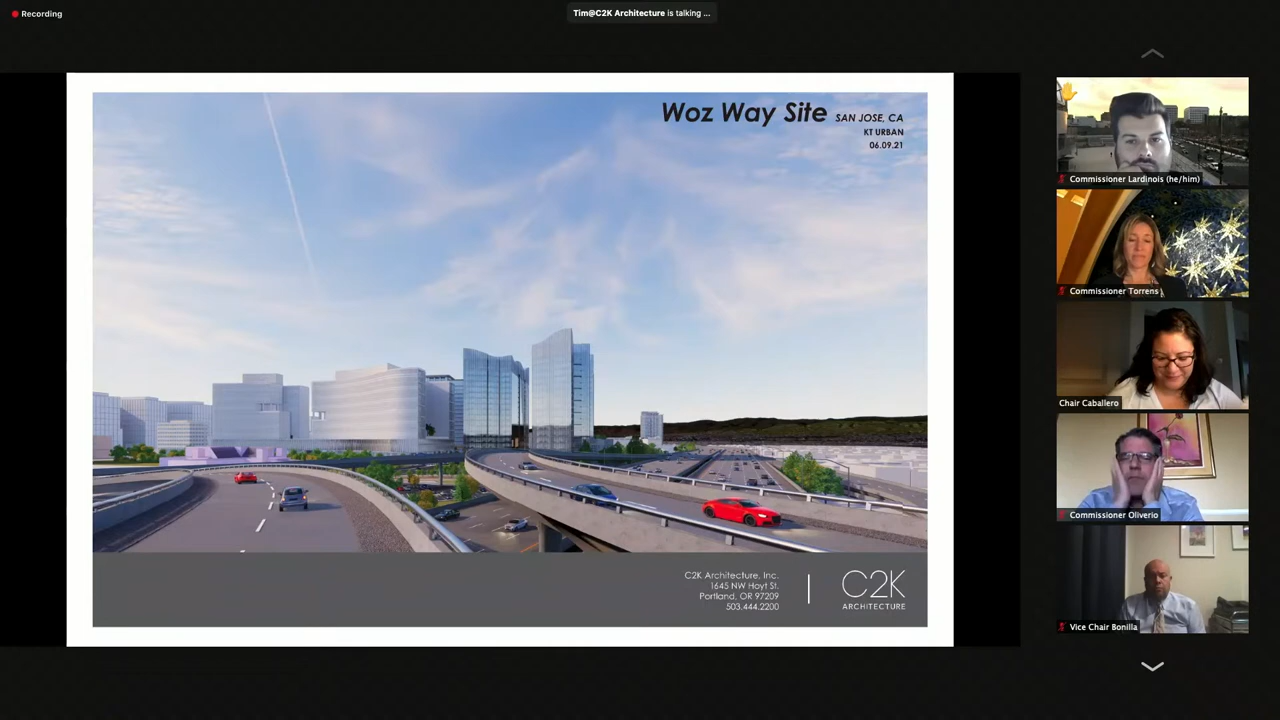 Recording
Tim@C2K Architecture is talking ...
Woz Way Site SAN JOSE, CA
KT URBAN
06.09.21
C2K Architecture, Inc.
1645 NW Hoyt St.
Portland, OR 97209
503.444.2200
C2K
ARCHITECTURE
Commissioner Lardinois (he/him)
Commissioner Torrens
Chair Caballero
Commissioner Oliverio
Vice Chair Bonilla